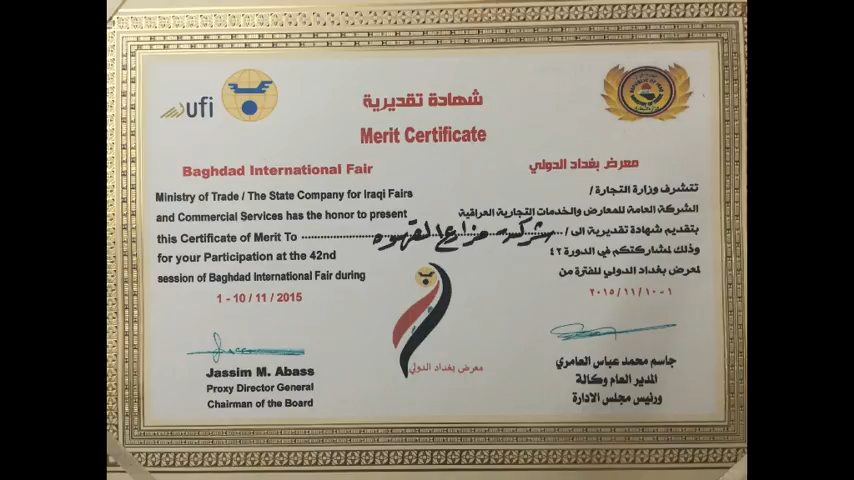 ufi
شهادة تقديرية
Merit Certificate
Baghdad International Fair
Ministry of Trade / The State Company for Iraqi Fairs
and Commercial Services has the honor to present
this Certificate of Merit To ........................
for your Participation at the 42nd
session of Baghdad International Fair during
1 - 10 / 11 / 2015
معرض بغداد الدولي
تتشرف وزارة التجارة /
الشركة العامة للمعارض والخدمات التجارية العراقية
بتقديم شهادة تقديرية الى / شركة مزارع القهوه
وذلك لمشاركتكم في الدورة ٤٢
لمعرض بغداد الدولي للفترة من
١ - ١٠ / ١١ / ٢٠١٥
معرض بغداد الدولي
Jassim M. Abass
Proxy Director General
Chairman of the Board
جاسم محمد عباس العامري
المدير العام وكالة
ورئيس مجلس الادارة